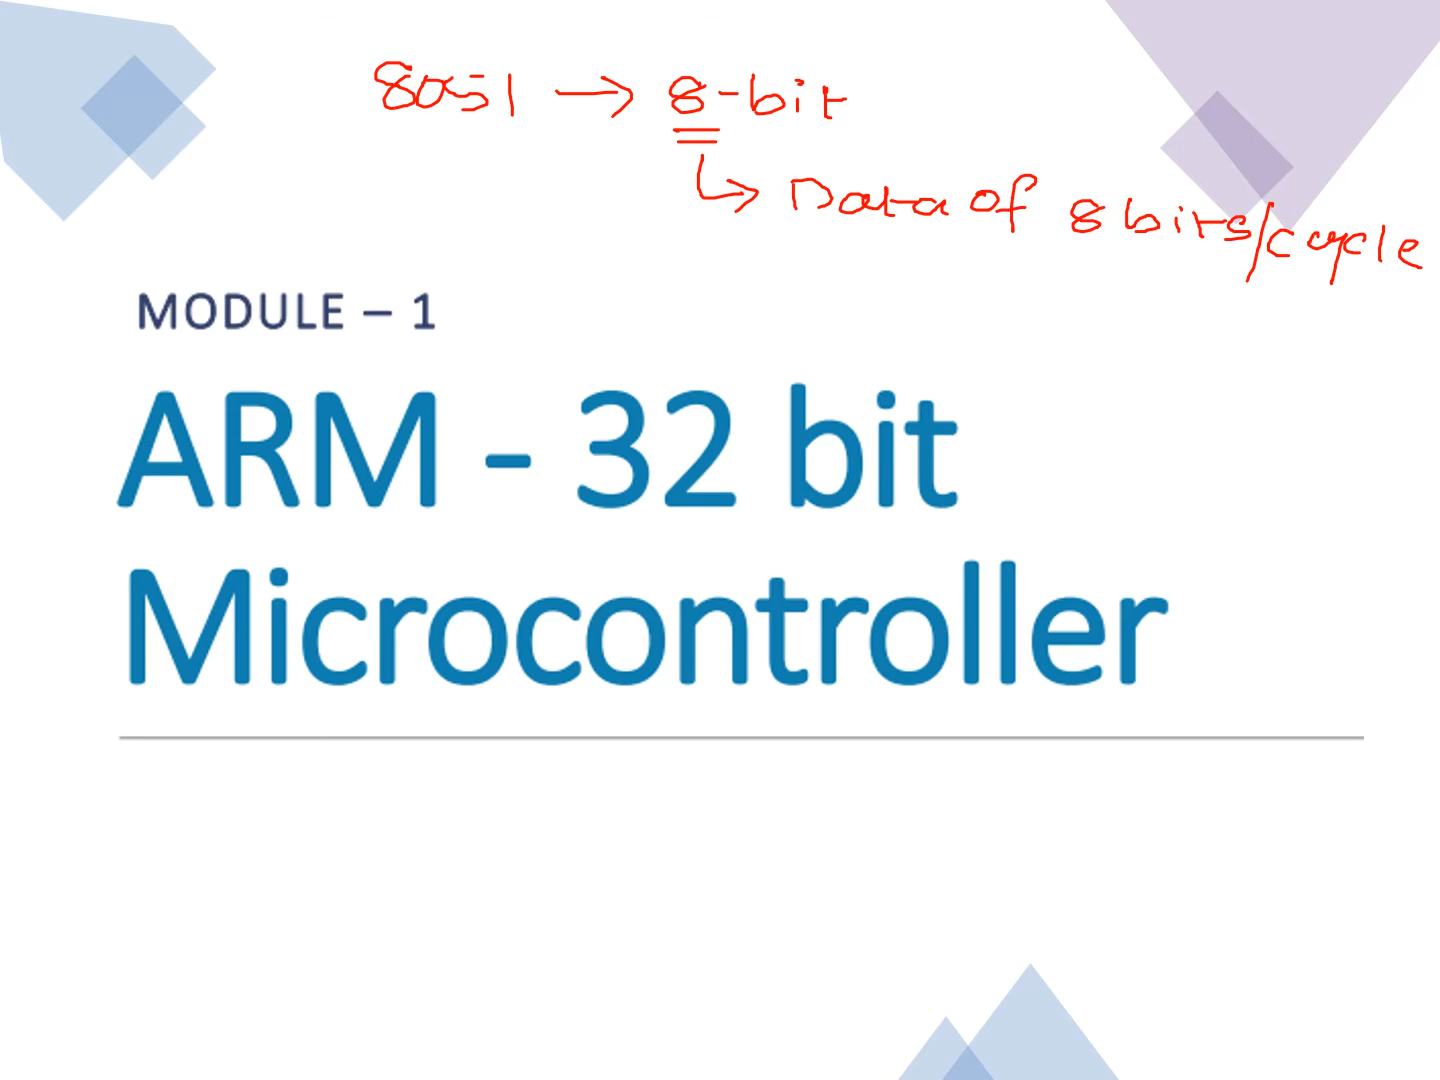 8051 → 8-bit
↳ Data of 8 bits/cycle
MODULE – 1
ARM - 32 bit
Microcontroller